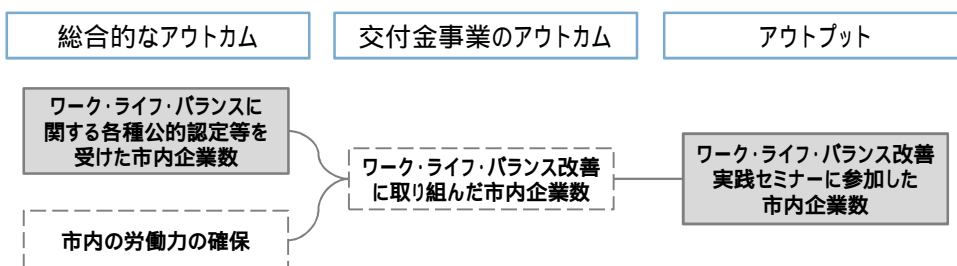 総合的なアウトカム
交付金事業のアウトカム
アウトプット
ワーク・ライフ・バランスに
関する各種公的認定等を
受けた市内企業数
ワーク・ライフ・バランス改善
に取り組んだ市内企業数
ワーク・ライフ・バランス改善
実践セミナーに参加した
市内企業数
市内の労働力の確保